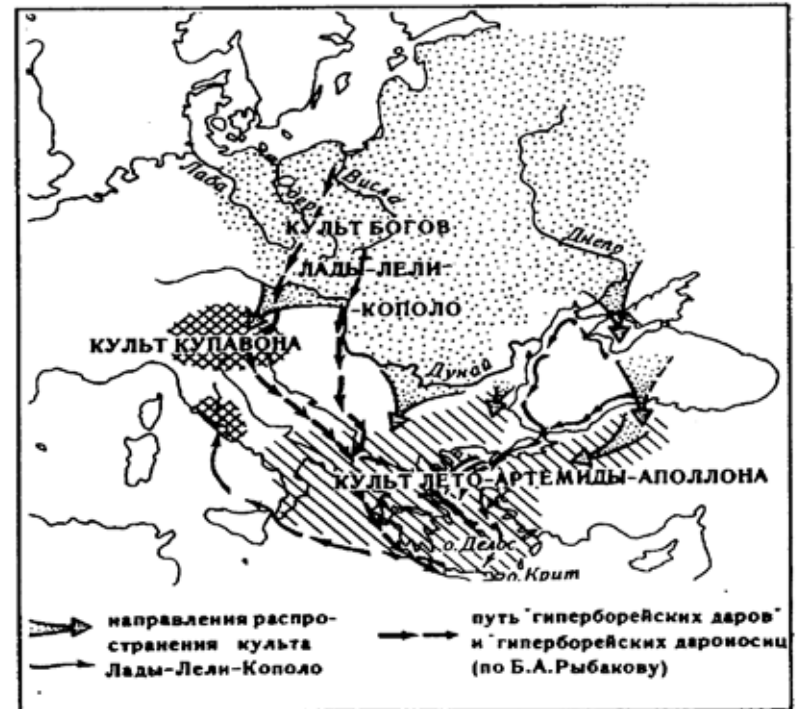 Лаба
Одер
Висла
КУЛЬТ БОГОВ
Днепр
ЛАДЫ-ЛЕЛИ-
-КОПОЛО
КУЛЬТ КУПАВОНА
Дунай
КУЛЬТ ЛЕТО-АРТЕМИДЫ-АПОЛЛОНА
о. Делос
о. Крит
направления распро-
странения культа
Лады-Лели-Кополо
путь "гиперборейских даров"
и "гиперборейских дароносиц
(по Б.А.Рыбакову)